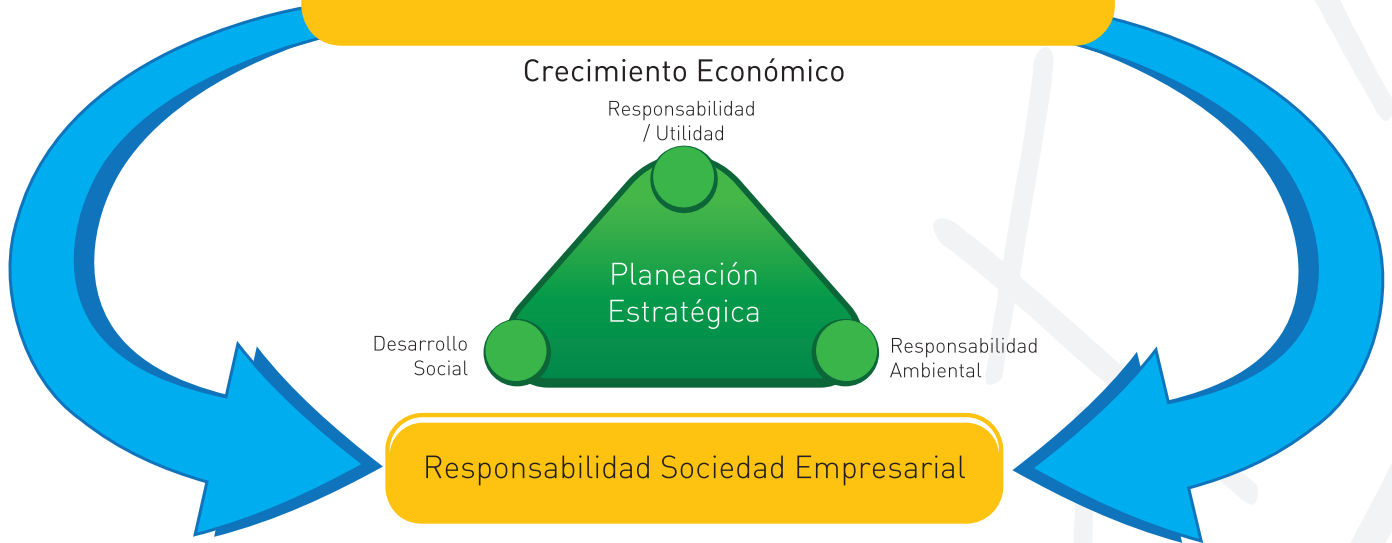 Crecimiento Económico
Responsabilidad
/ Utilidad
Planeación
Estratégica
Desarrollo
Social
Responsabilidad
Ambiental
Responsabilidad Sociedad Empresarial